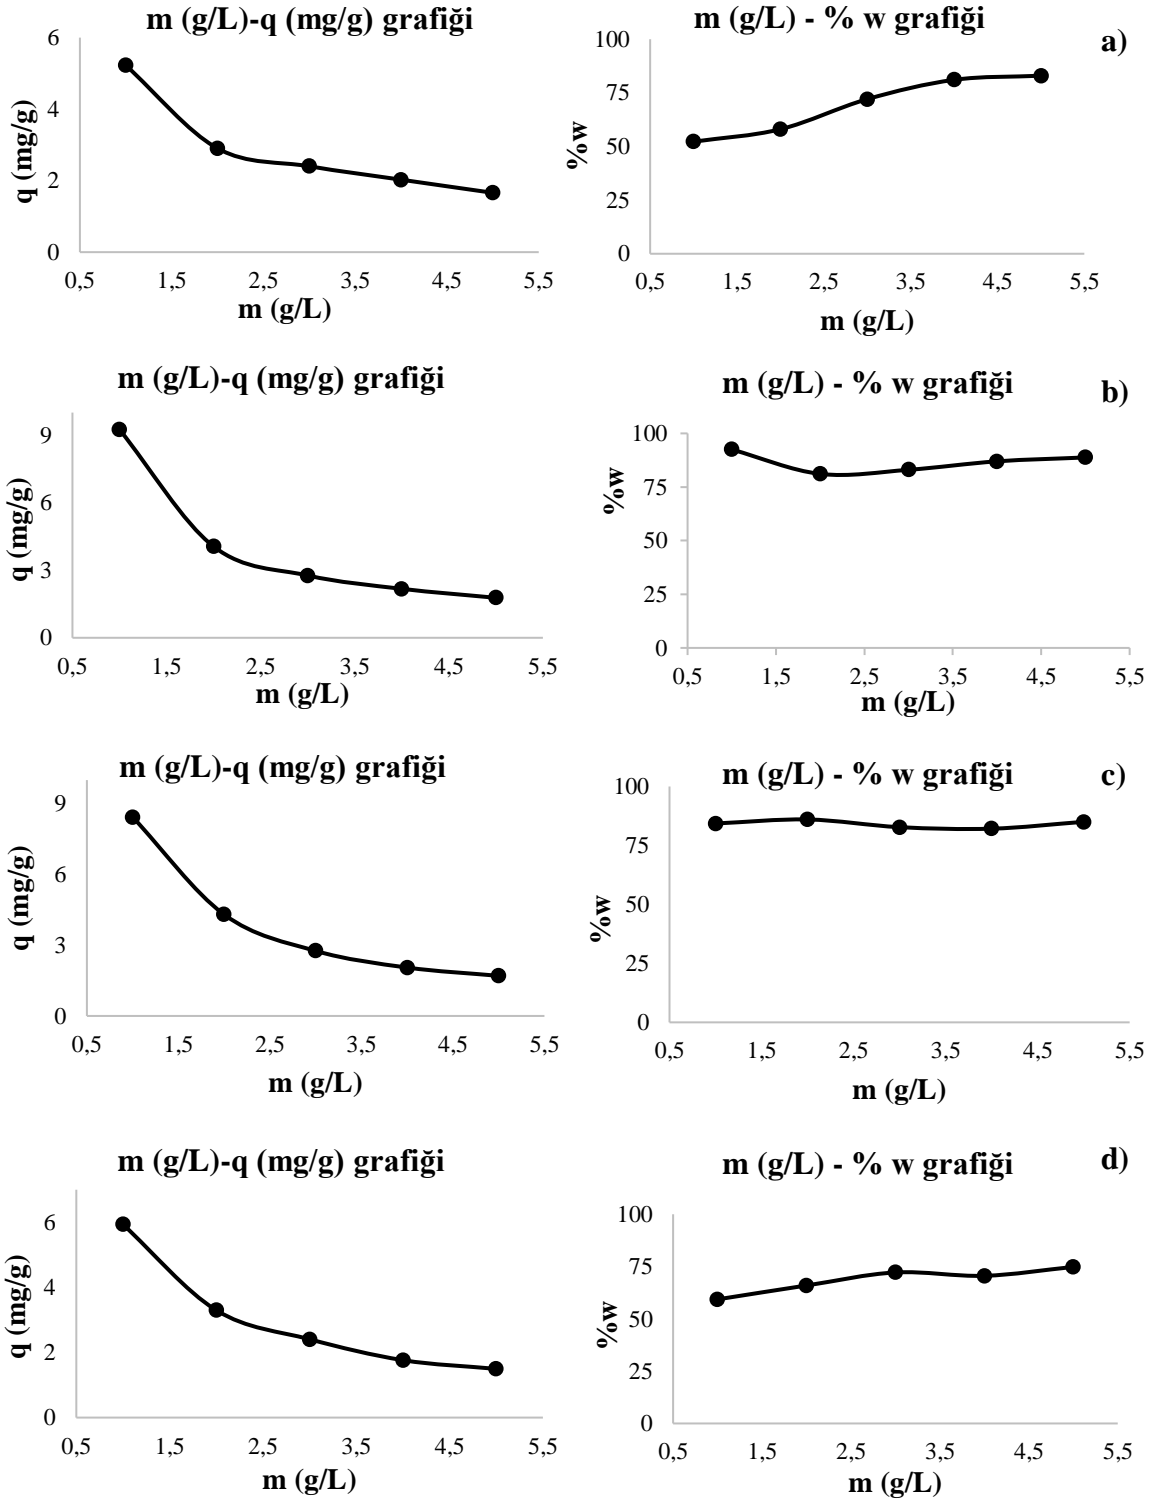 m (g/L)-q (mg/g) grafiği
6
4
2
0
q (mg/g)
0,5 1,5 2,5 3,5 4,5 5,5
m (g/L)
m (g/L) - % w grafiği
a)
100
75
50
25
0
%w
0,5 1,5 2,5 3,5 4,5 5,5
m (g/L)
m (g/L)-q (mg/g) grafiği
9
6
3
0
q (mg/g)
0,5 1,5 2,5 3,5 4,5 5,5
m (g/L)
m (g/L) - % w grafiği
b)
100
75
50
25
0
%w
0,5 1,5 2,5 3,5 4,5 5,5
m (g/L)
m (g/L)-q (mg/g) grafiği
9
6
3
0
q (mg/g)
0,5 1,5 2,5 3,5 4,5 5,5
m (g/L)
m (g/L) - % w grafiği
c)
100
75
50
25
0
%w
0,5 1,5 2,5 3,5 4,5 5,5
m (g/L)
m (g/L)-q (mg/g) grafiği
6
4
2
0
q (mg/g)
0,5 1,5 2,5 3,5 4,5 5,5
m (g/L)
m (g/L) - % w grafiği
d)
100
75
50
25
0
%w
0,5 1,5 2,5 3,5 4,5 5,5
m (g/L)